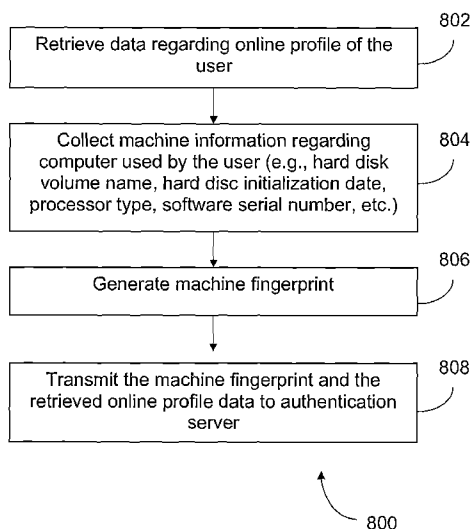 802
Retrieve data regarding online profile of the
user
804
Collect machine information regarding
computer used by the user (e.g., hard disk
volume name, hard disc initialization date,
processor type, software serial number, etc.)
806
Generate machine fingerprint
808
Transmit the machine fingerprint and the
retrieved online profile data to authentication
server
800